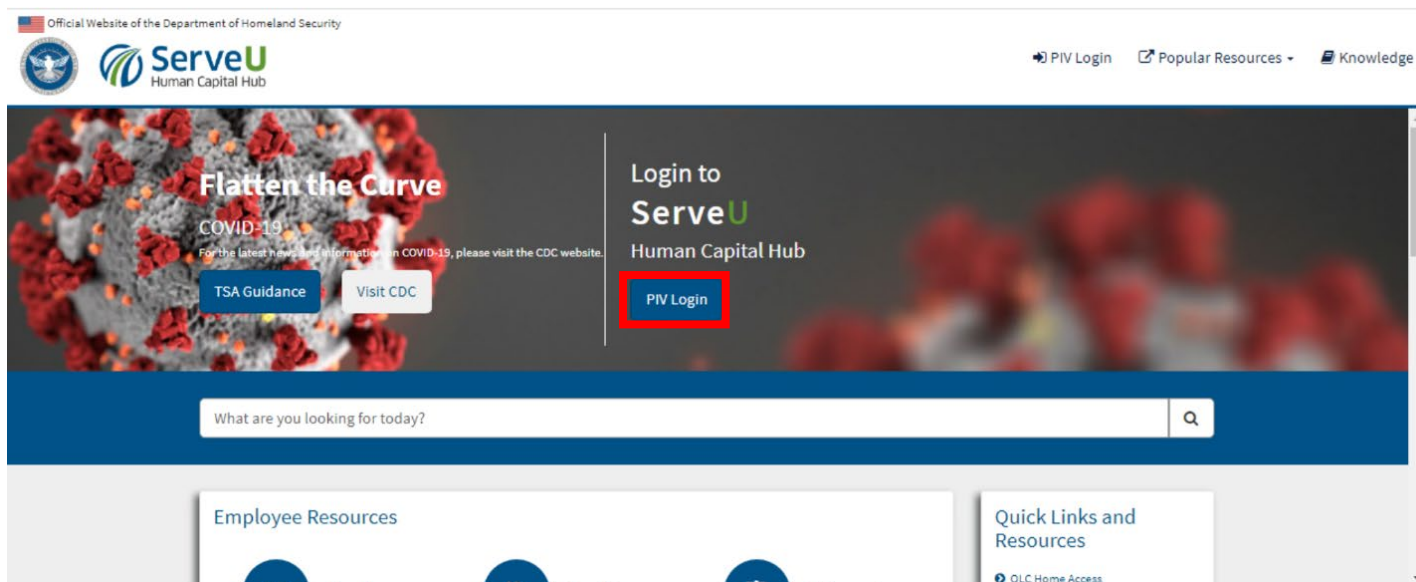 Official Website of the Department of Homeland Security
ServeU
Human Capital Hub
PIV Login
Popular Resources
Knowledge
Flatten the Curve
COVID-19
For the latest news and information on COVID-19, please visit the CDC website.
TSA Guidance
Visit CDC
Login to
ServeU
Human Capital Hub
PIV Login
What are you looking for today?
Employee Resources
Quick Links and
Resources
OLC Home Access